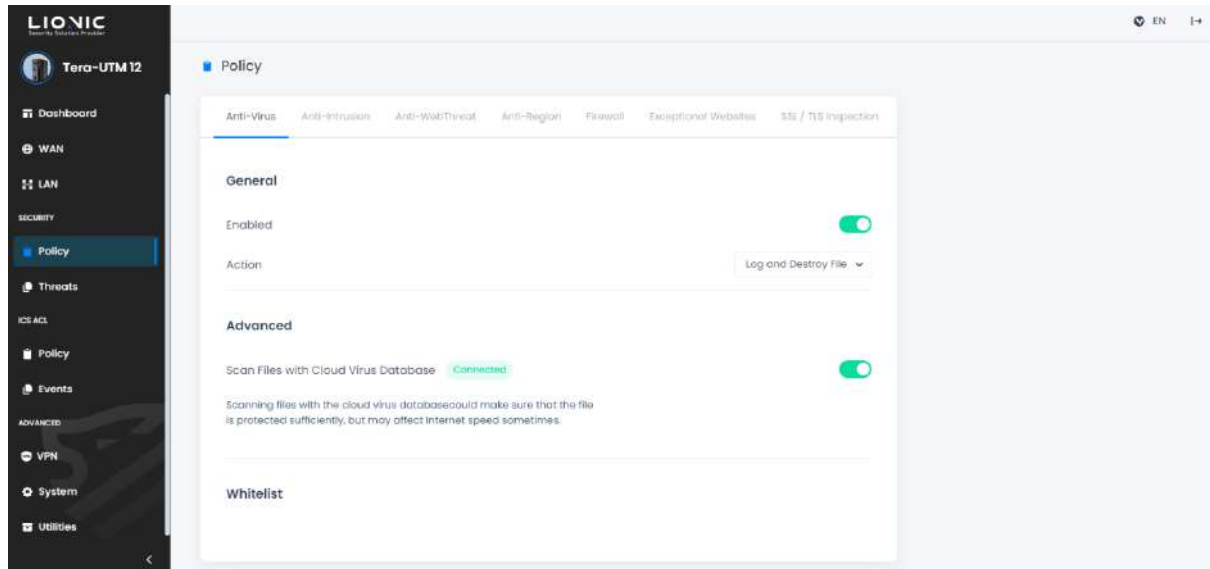 LIONIC
Security Solution Provider
EN
Tera-UTM 12
Policy
Dashboard
WAN
LAN
SECURITY
Policy
Threats
ICS ACL
Policy
Events
ADVANCED
VPN
System
Utilities
Anti-Virus Anti-Intrusion Anti-WebThreat Anti-Region Firewall Exceptional Websites SSL / TLS Inspection
General
Enabled
Action Log and Destroy File
Advanced
Scan Files with Cloud Virus Database Connected
Scanning files with the cloud virus databasecould make sure that the file
is protected sufficiently, but may affect internet speed sometimes.
Whitelist